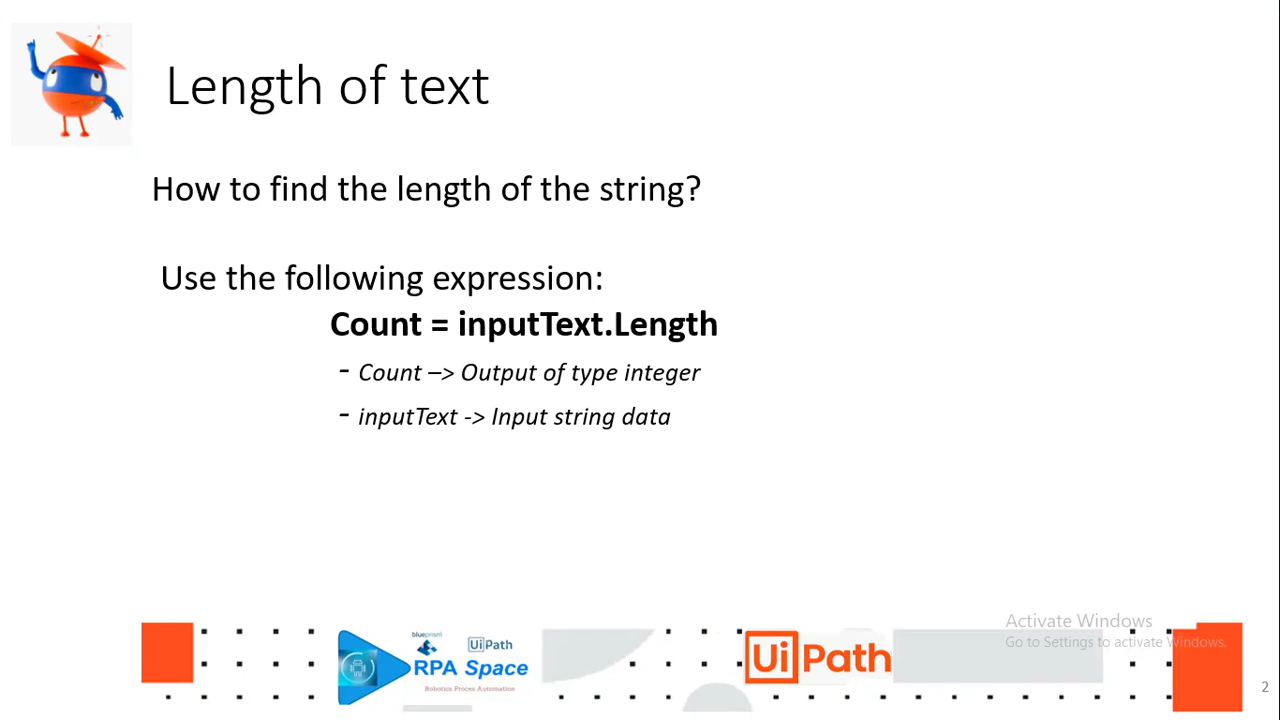 Length of text
How to find the length of the string?
Use the following expression:
Count = inputText.Length
- Count –> Output of type integer
- inputText -> Input string data
Activate Windows
Go to Settings to activate Windows.
blueprism
UiPath
RPA Space
Robotics Process Automation
UiPath
2